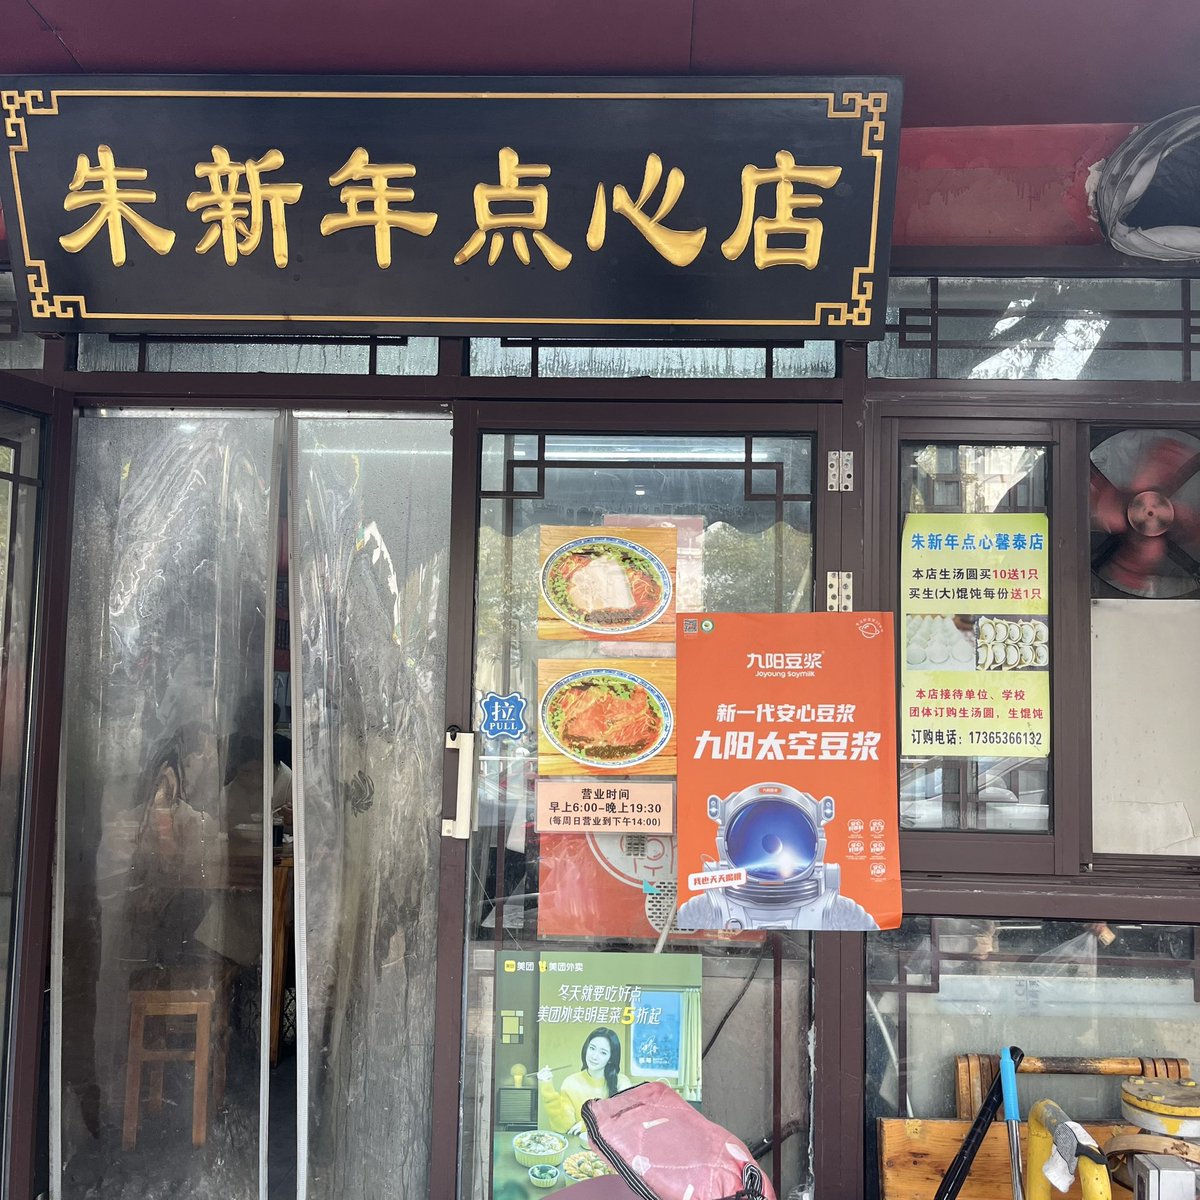 朱新年点心店
朱新年点心馨泰店
本店生汤圆买10送1只
买生(大)馄饨每份送1只
本店接待单位、学校
团体订购生汤圆，生馄饨
订购电话：17365366132
九阳豆浆
Joyoung Soymilk
新一代安心豆浆
九阳太空豆浆
我也天天喝哦
拉
PULL
营业时间
早上6:00-晚上19:30
(每周日营业到下午14:00)
美团 美团外卖
冬天就要吃好点
美团外卖明星菜5折起